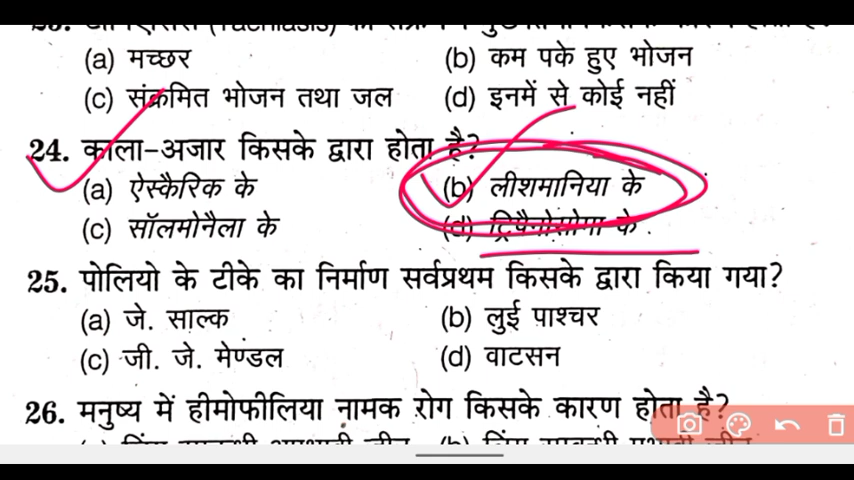 (a) मच्छर (b) कम पके हुए भोजन
(c) संक्रमित भोजन तथा जल (d) इनमें से कोई नहीं
24. काला-अजार किसके द्वारा होता है?
(a) ऐस्कैरिक के (b) लीशमानिया के
(c) सॉलमोनैला के (d) ट्रिपैनोसोमा के
25. पोलियो के टीके का निर्माण सर्वप्रथम किसके द्वारा किया गया?
(a) जे. साल्क (b) लुई पाश्चर
(c) जी. जे. मेण्डल (d) वाटसन
26. मनुष्य में हीमोफीलिया नामक रोग किसके कारण होता है?